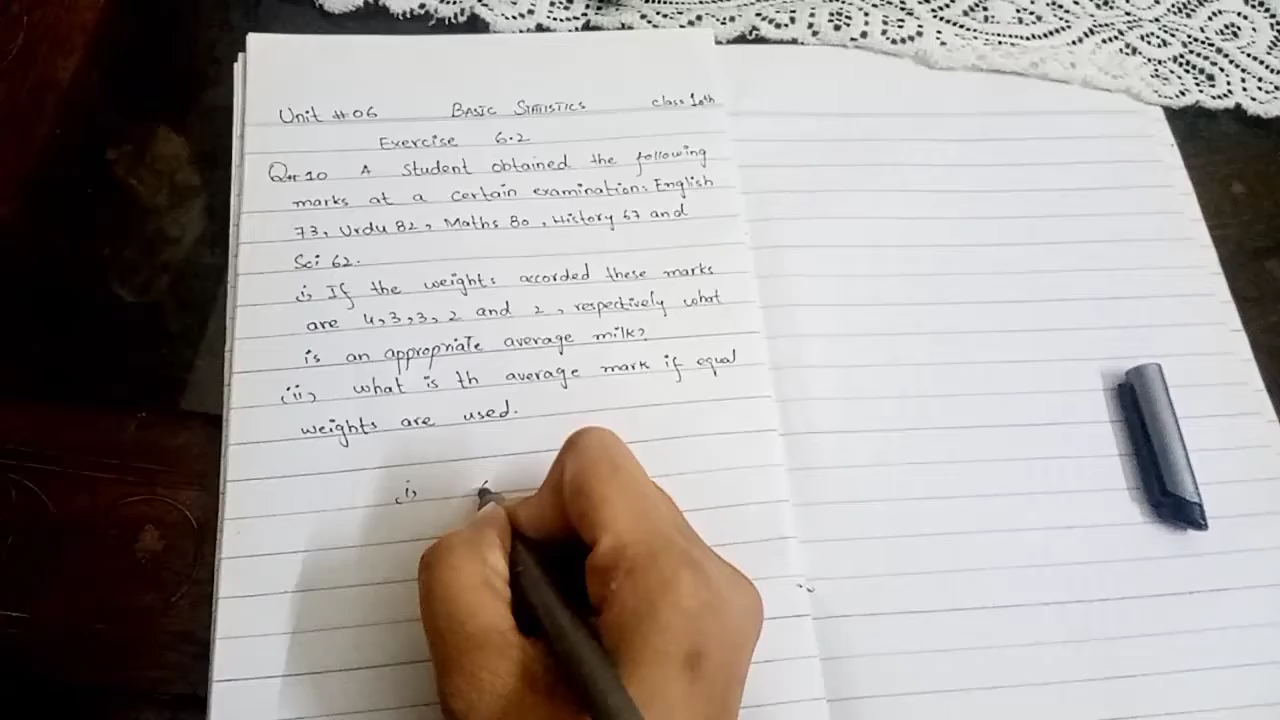 Unit # 06 BASIC STATISTICS class 10th
Exercise 6.2
Q# 10 A student obtained the following
marks at a certain examination: English
73, Urdu 82, Maths 80, History 67 and
Sci 62.
i, If the weights accorded these marks
are 4,3,3,2 and 2, respectively what
is an appropriate average milk?
(ii, what is th average mark if equal
weights are used.
(i,